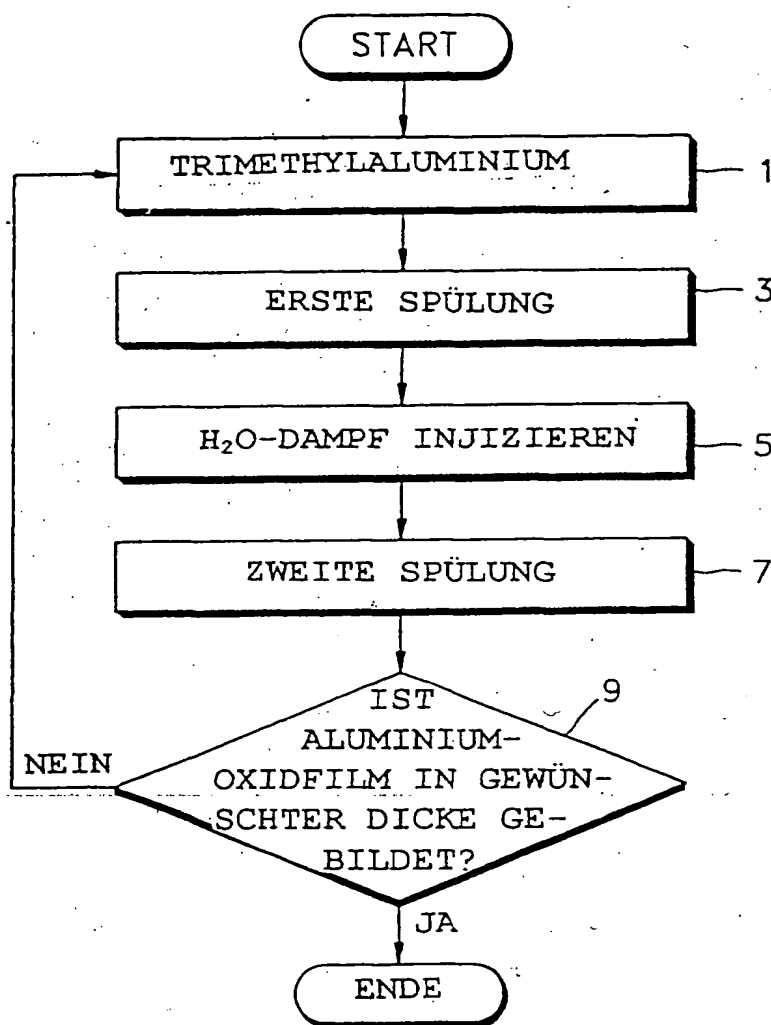 START
TRIMETHYLALUMINIUM
1
ERSTE SPÜLUNG
3
H₂O-DAMPF INJIZIEREN
5
ZWEITE SPÜLUNG
7
9
IST
ALUMINIUM-
OXIDFILM IN GEWÜN-
SCHTER DICKE GE-
BILDET?
NEIN
JA
ENDE